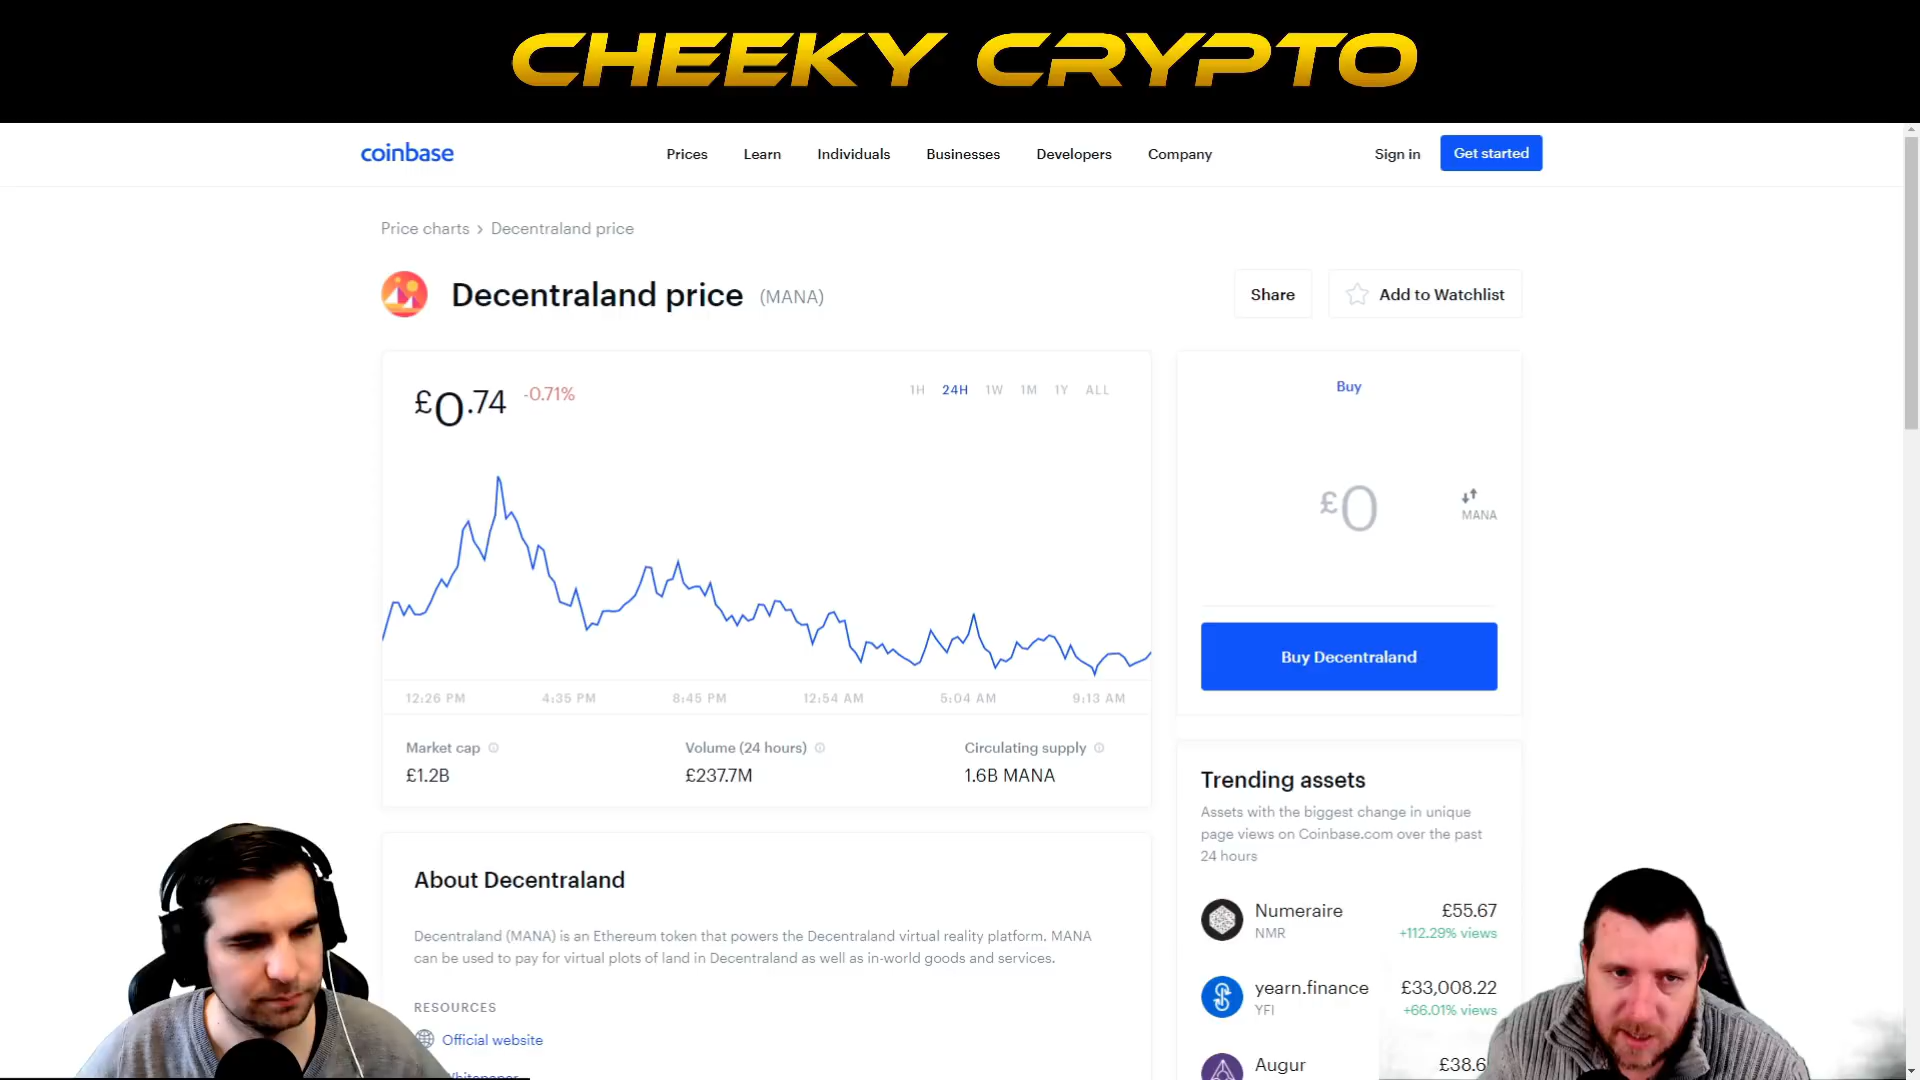 CHEEKY CRYPTO
coinbase
Prices
Learn
Individuals
Businesses
Developers
Company
Sign in
Get started
Price charts > Decentraland price
Decentraland price (MANA)
Share
Add to Watchlist
£0.74 -0.71%
1H 24H 1W 1M 1Y ALL
12:26 PM 4:35 PM 8:45 PM 12:54 AM 5:04 AM 9:13 AM
Market cap
£1.2B
Volume (24 hours)
£237.7M
Circulating supply
1.6B MANA
Buy
£0
MANA
Buy Decentraland
About Decentraland
Decentraland (MANA) is an Ethereum token that powers the Decentraland virtual reality platform. MANA
can be used to pay for virtual plots of land in Decentraland as well as in-world goods and services.
RESOURCES
Official website
Trending assets
Assets with the biggest change in unique
page views on Coinbase.com over the past
24 hours
Numeraire £55.67
NMR +112.29% views
yearn.finance £33,008.22
YFI +66.01% views
Augur